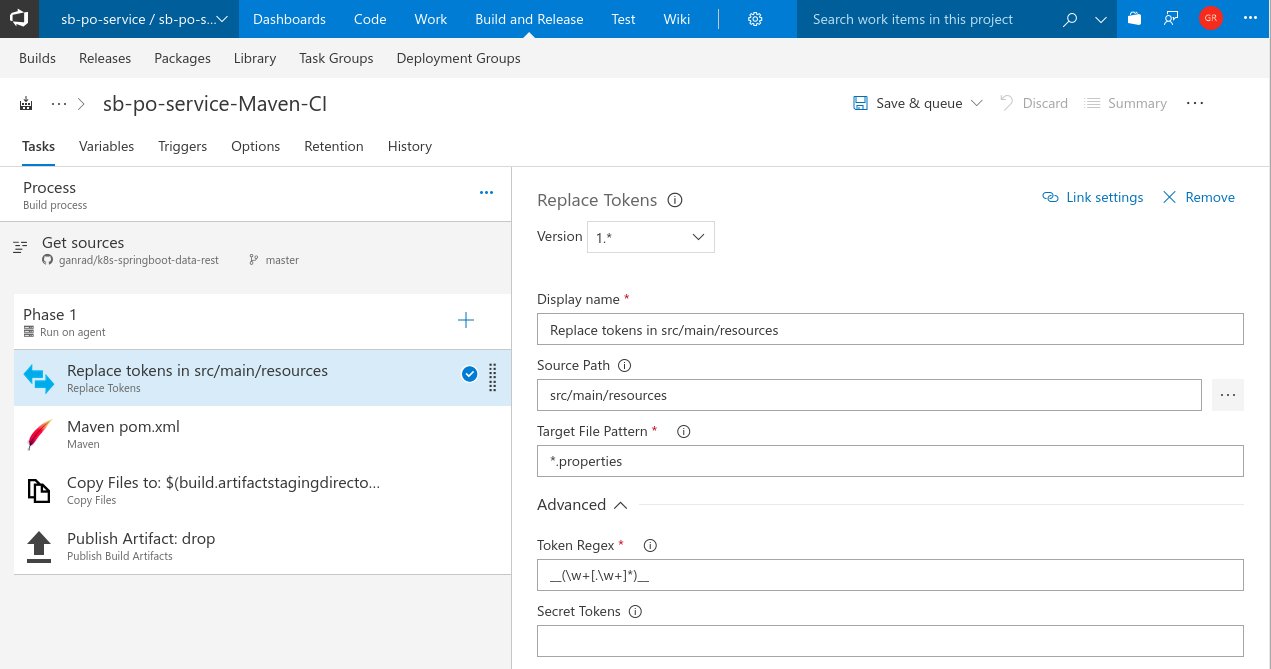 sb-po-service / sb-po-s... Dashboards Code Work Build and Release Test Wiki Search work items in this project GR ...
Builds Releases Packages Library Task Groups Deployment Groups
... sb-po-service-Maven-CI Save & queue Discard Summary ...
Tasks Variables Triggers Options Retention History
Process ...
Build process
Get sources
ganrad/k8s-springboot-data-rest master
Phase 1
Run on agent
Replace tokens in src/main/resources
Replace Tokens
Maven pom.xml
Maven
Copy Files to: $(build.artifactstagingdirecto...
Copy Files
Publish Artifact: drop
Publish Build Artifacts
Replace Tokens Link settings Remove
Version 1.*
Display name *
Replace tokens in src/main/resources
Source Path
src/main/resources ...
Target File Pattern *
*.properties
Advanced
Token Regex *
__(\w+[.\w+]*)__
Secret Tokens